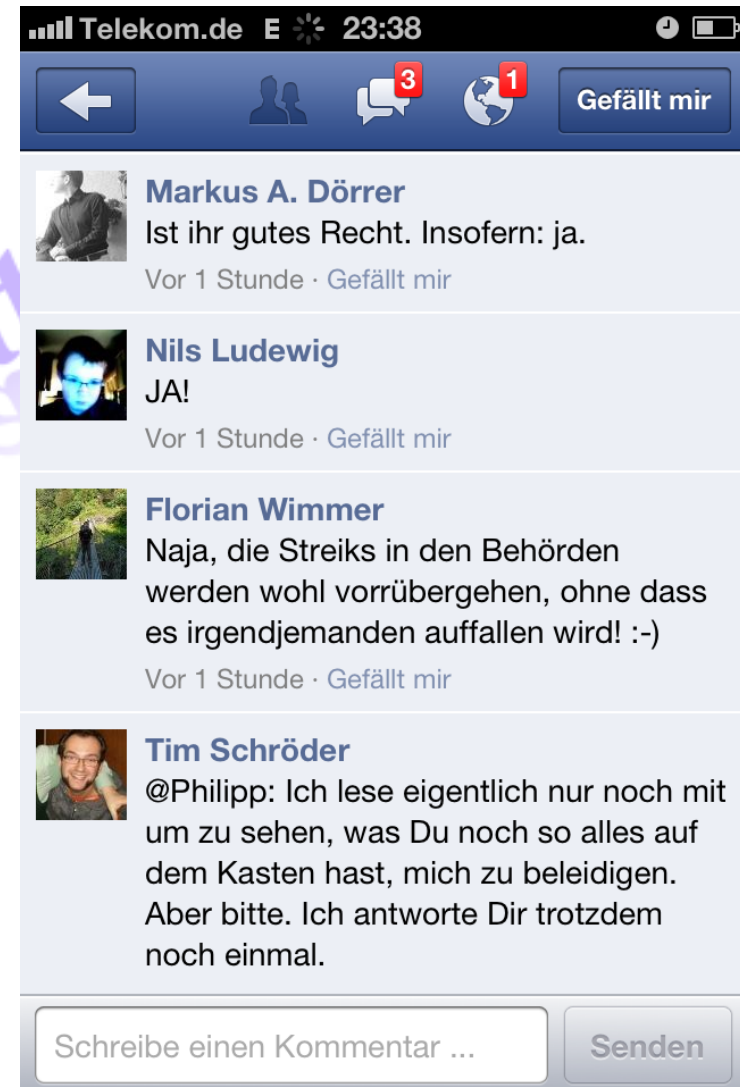 Telekom.de E 23:38
3 1 Gefällt mir
Markus A. Dörrer
Ist ihr gutes Recht. Insofern: ja.
Vor 1 Stunde · Gefällt mir
Nils Ludewig
JA!
Vor 1 Stunde · Gefällt mir
Florian Wimmer
Naja, die Streiks in den Behörden
werden wohl vorrübergehen, ohne dass
es irgendjemanden auffallen wird! :-)
Vor 1 Stunde · Gefällt mir
Tim Schröder
@Philipp: Ich lese eigentlich nur noch mit
um zu sehen, was Du noch so alles auf
dem Kasten hast, mich zu beleidigen.
Aber bitte. Ich antworte Dir trotzdem
noch einmal.
Schreibe einen Kommentar ... Senden